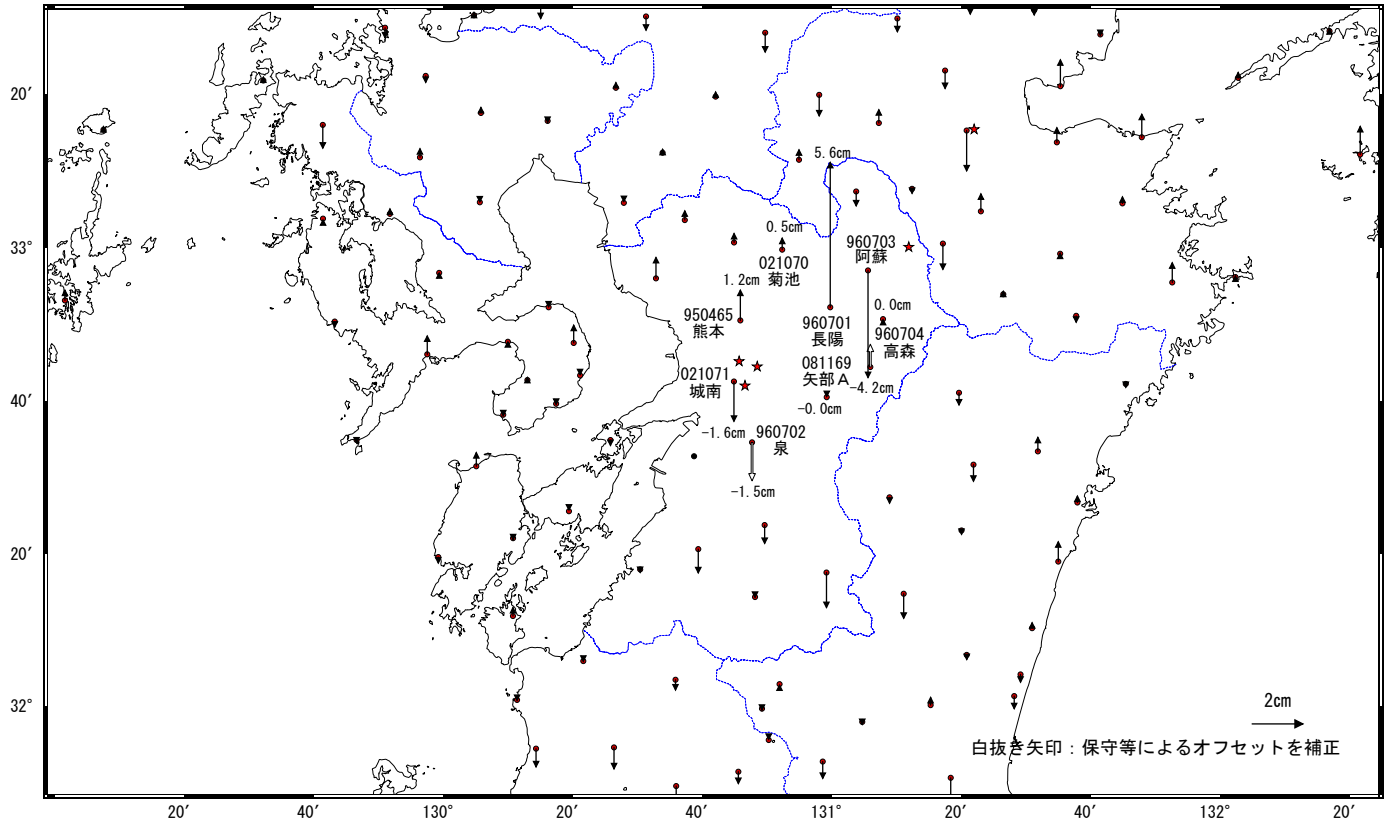 20′
33°
40′
20′
32°
5.6cm
0.5cm
021070
菊池
960703
阿蘇
1.2cm
0.0cm
950465
熊本
960701
長陽
960704
高森
081169
矢部A
-4.2cm
021071
城南
-0.0cm
-1.6cm
960702
泉
-1.5cm
2cm
白抜き矢印：保守等によるオフセットを補正
20′
40′
130°
20′
40′
131°
20′
40′
132°
20′